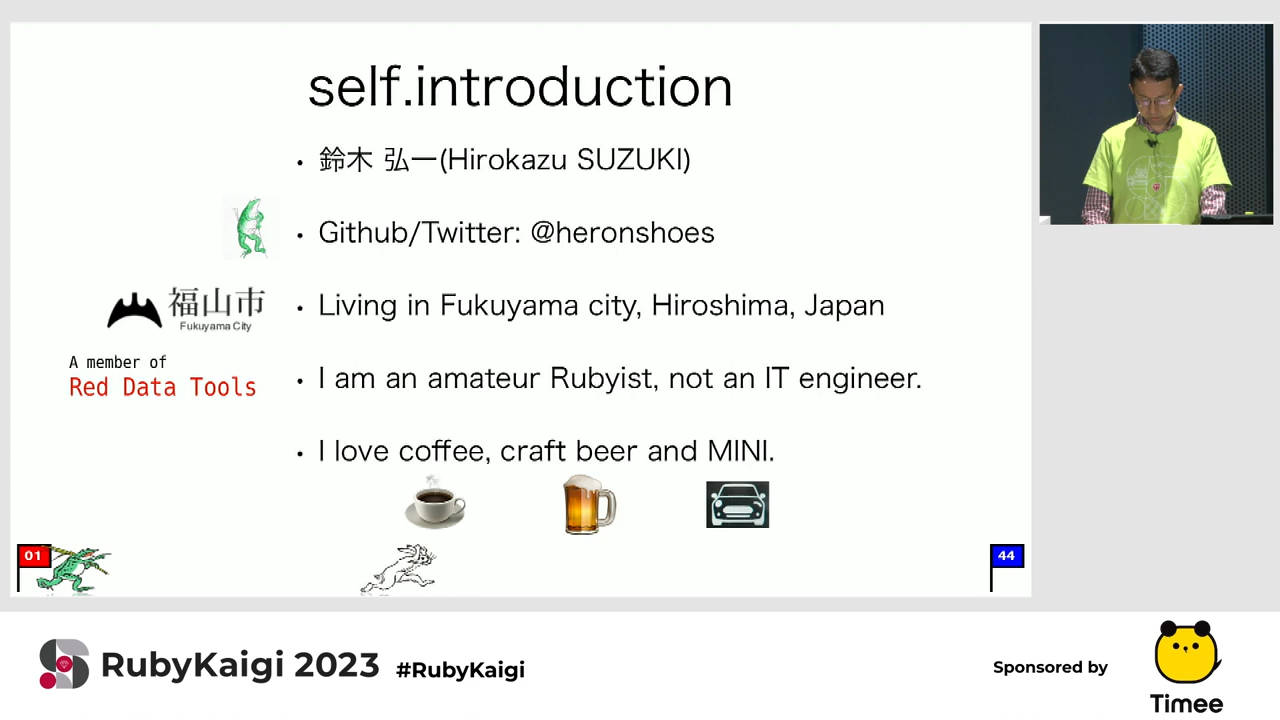 self.introduction
• 鈴木 弘一(Hirokazu SUZUKI)
• Github/Twitter: @heronshoes
福山市
Fukuyama City
• Living in Fukuyama city, Hiroshima, Japan
A member of
Red Data Tools
• I am an amateur Rubyist, not an IT engineer.
• I love coffee, craft beer and MINI.
01
44
RubyKaigi 2023 #RubyKaigi
Sponsored by
Timee